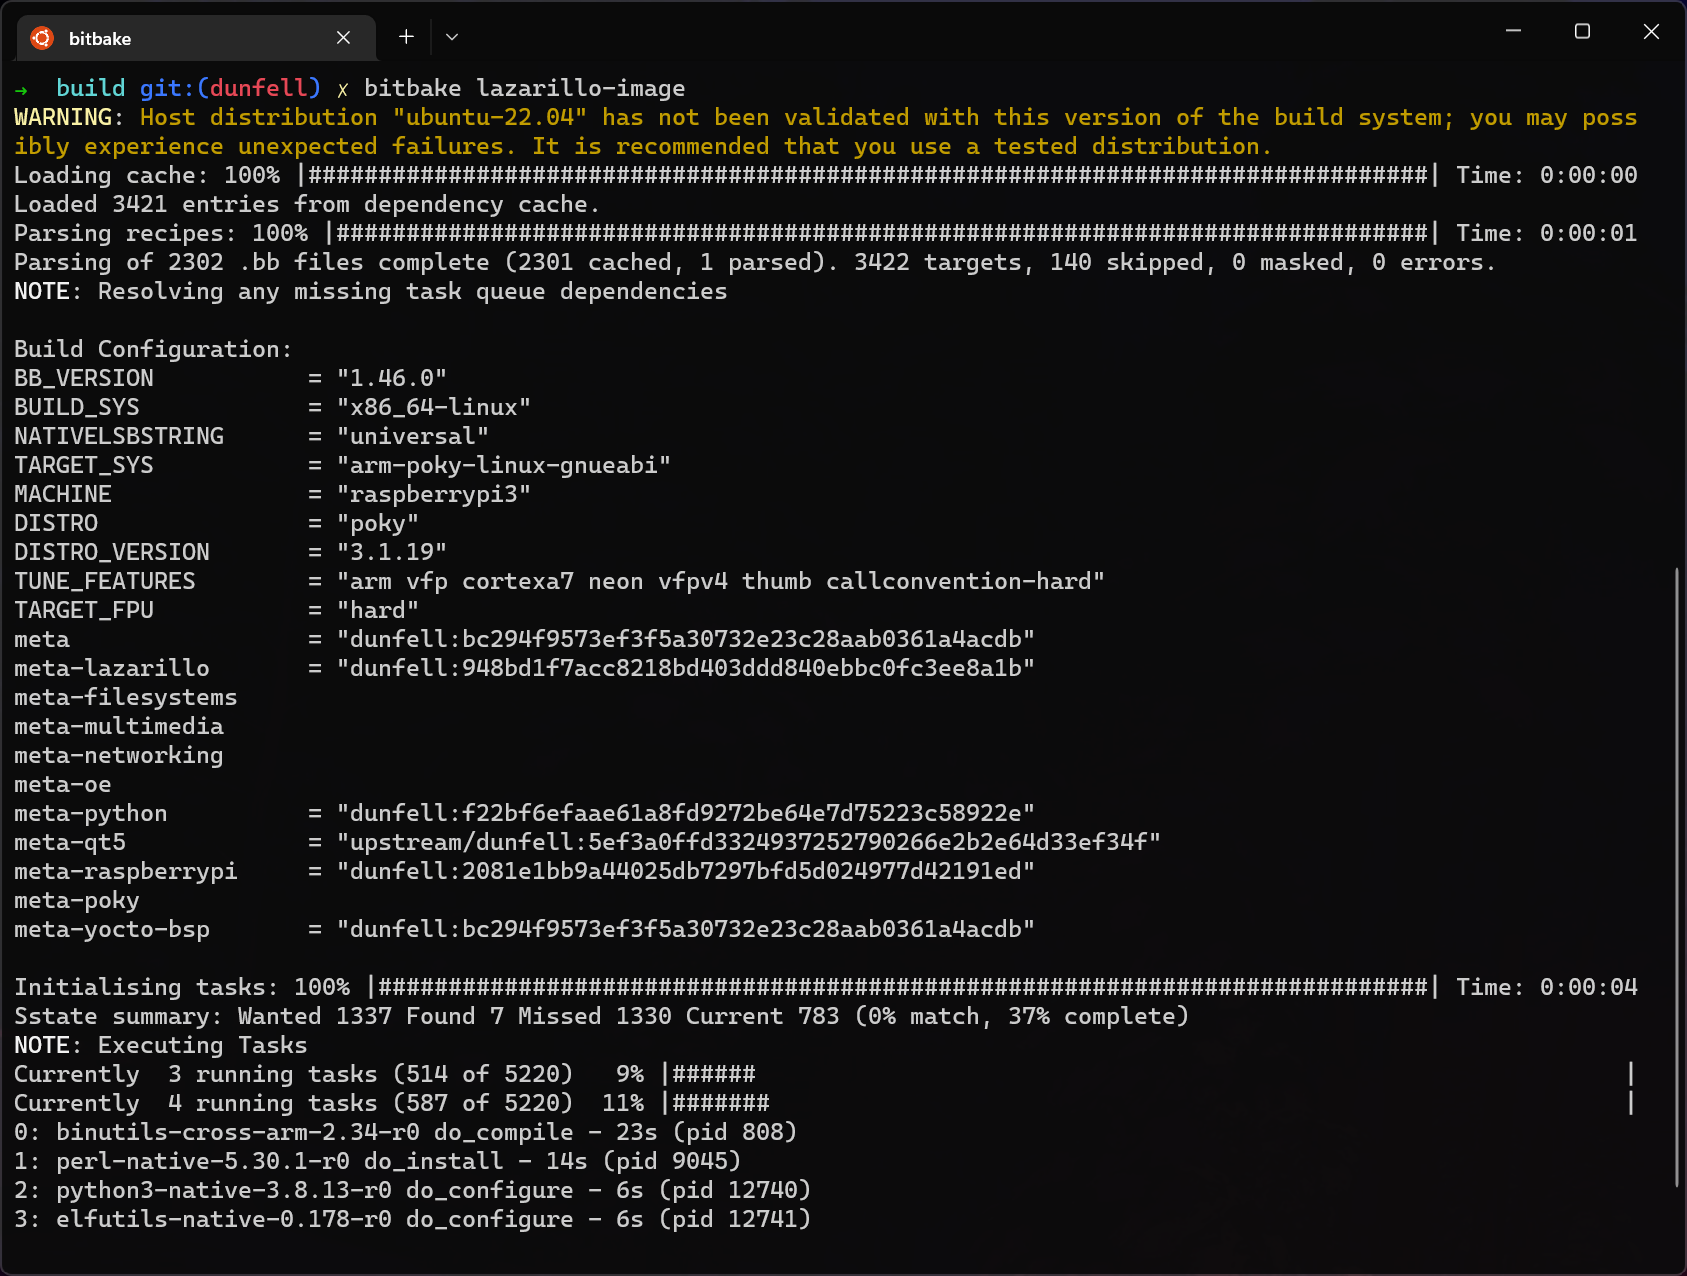 bitbake
→  build git:(dunfell) ✗ bitbake lazarillo-image
WARNING: Host distribution "ubuntu-22.04" has not been validated with this version of the build system; you may poss
ibly experience unexpected failures. It is recommended that you use a tested distribution.
Loading cache: 100% |################################################################################| Time: 0:00:00
Loaded 3421 entries from dependency cache.
Parsing recipes: 100% |##############################################################################| Time: 0:00:01
Parsing of 2302 .bb files complete (2301 cached, 1 parsed). 3422 targets, 140 skipped, 0 masked, 0 errors.
NOTE: Resolving any missing task queue dependencies
Build Configuration:
BB_VERSION           = "1.46.0"
BUILD_SYS            = "x86_64-linux"
NATIVELSBSTRING      = "universal"
TARGET_SYS           = "arm-poky-linux-gnueabi"
MACHINE              = "raspberrypi3"
DISTRO               = "poky"
DISTRO_VERSION       = "3.1.19"
TUNE_FEATURES        = "arm vfp cortexa7 neon vfpv4 thumb callconvention-hard"
TARGET_FPU           = "hard"
meta                 = "dunfell:bc294f9573ef3f5a30732e23c28aab0361a4acdb"
meta-lazarillo       = "dunfell:948bd1f7acc8218bd403ddd840ebbc0fc3ee8a1b"
meta-filesystems
meta-multimedia
meta-networking
meta-oe
meta-python          = "dunfell:f22bf6efaae61a8fd9272be64e7d75223c58922e"
meta-qt5             = "upstream/dunfell:5ef3a0ffd3324937252790266e2b2e64d33ef34f"
meta-raspberrypi     = "dunfell:2081e1bb9a44025db7297bfd5d024977d42191ed"
meta-poky
meta-yocto-bsp       = "dunfell:bc294f9573ef3f5a30732e23c28aab0361a4acdb"
Initialising tasks: 100% |###########################################################################| Time: 0:00:04
Sstate summary: Wanted 1337 Found 7 Missed 1330 Current 783 (0% match, 37% complete)
NOTE: Executing Tasks
Currently  3 running tasks (514 of 5220)   9% |######                                                              |
Currently  4 running tasks (587 of 5220)  11% |#######                                                             |
0: binutils-cross-arm-2.34-r0 do_compile - 23s (pid 808)
1: perl-native-5.30.1-r0 do_install - 14s (pid 9045)
2: python3-native-3.8.13-r0 do_configure - 6s (pid 12740)
3: elfutils-native-0.178-r0 do_configure - 6s (pid 12741)